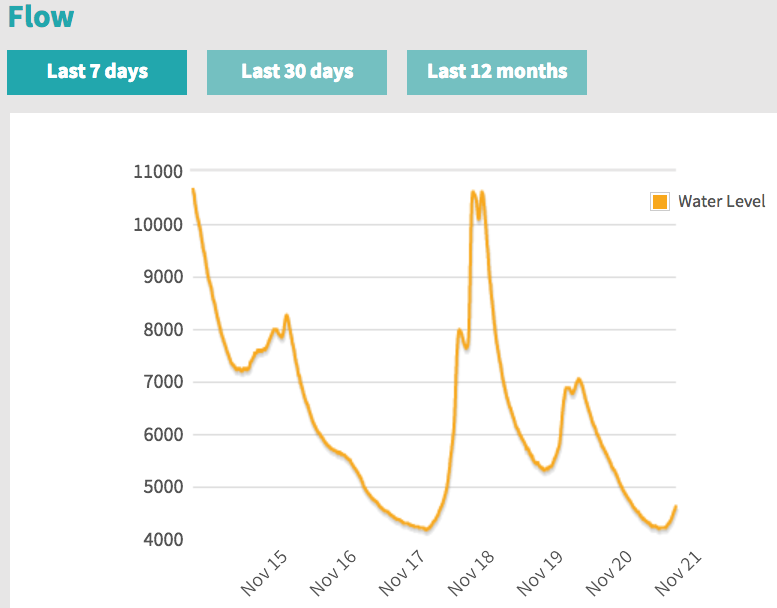 Flow
Last 7 days Last 30 days Last 12 months
11000
Water Level
10000
9000
8000
7000
6000
5000
4000
Nov 15 Nov 16 Nov 17 Nov 18 Nov 19 Nov 20 Nov 21